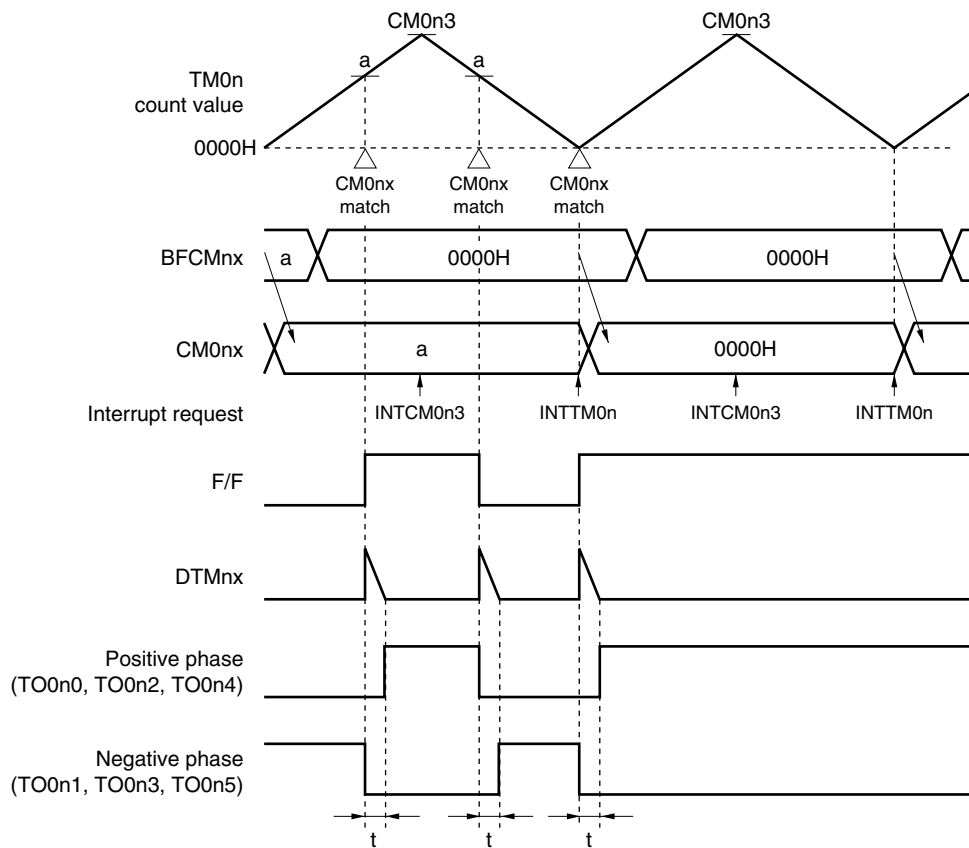 CM0n3 CM0n3
a a
TM0n
count value
0000H
CM0nx
match
CM0nx
match
CM0nx
match
BFCMnx a 0000H 0000H
CM0nx a 0000H
Interrupt request INTCM0n3 INTTM0n INTCM0n3 INTTM0n
F/F
DTMnx
Positive phase
(TO0n0, TO0n2, TO0n4)
Negative phase
(TO0n1, TO0n3, TO0n5)
t t t